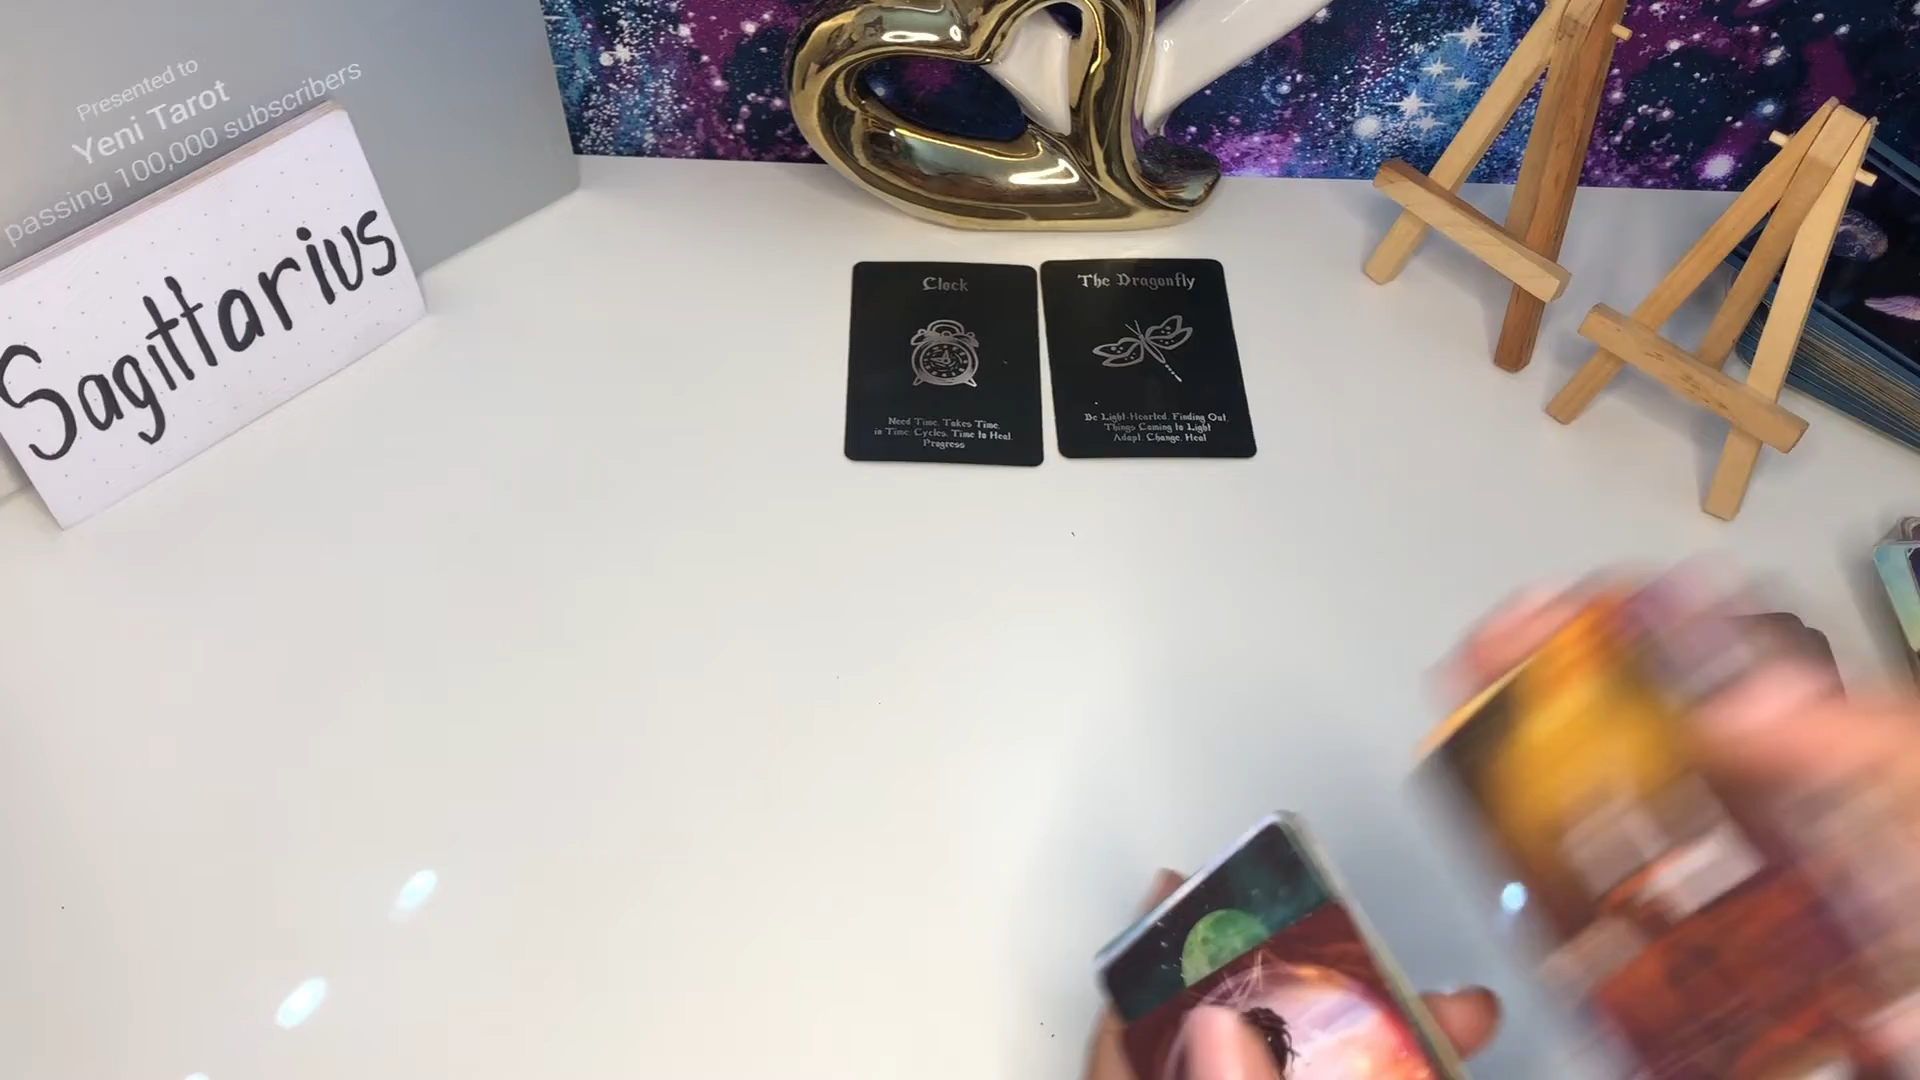 Presented to
Yeni Tarot
passing 100,000 subscribers
Sagittarius
Clock
Need Time, Takes Time,
in Time, Cycles, Time to Heal,
Progress
The Dragonfly
Be Light-Hearted, Finding Out,
Things Coming to Light
Adapt, Change, Heal